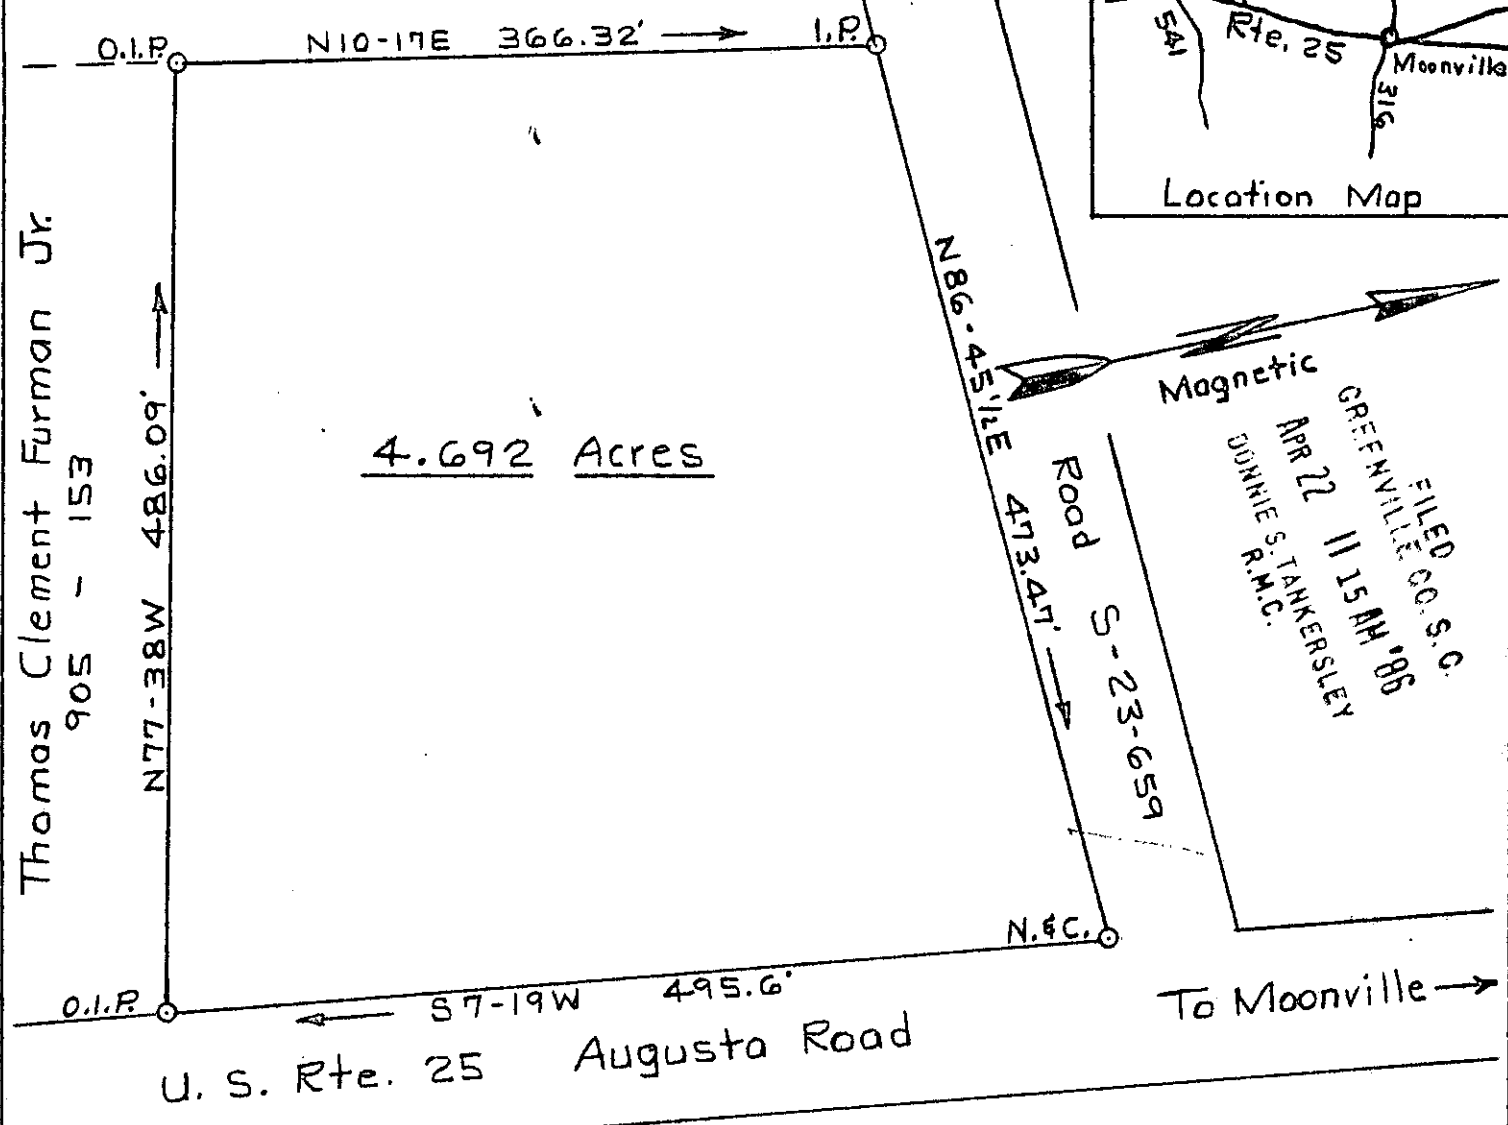 O.I.P.
N10-17E 366.32'
I.P.
541
Rte. 25
Moonville
316
Location Map
Thomas Clement Furman Jr.
905 - 153
N77-38W 486.09'
4.692 Acres
N86-45'1/2E 473.47'
Road S-23-659
Magnetic
FILED
GREENVILLE CO. S. C.
APR 22 11 15 AM '86
DONNIE S. TANKERSLEY
R.M.C.
N.&C.
O.I.P.
S7-19W 495.6'
To Moonville
U. S. Rte. 25 Augusta Road